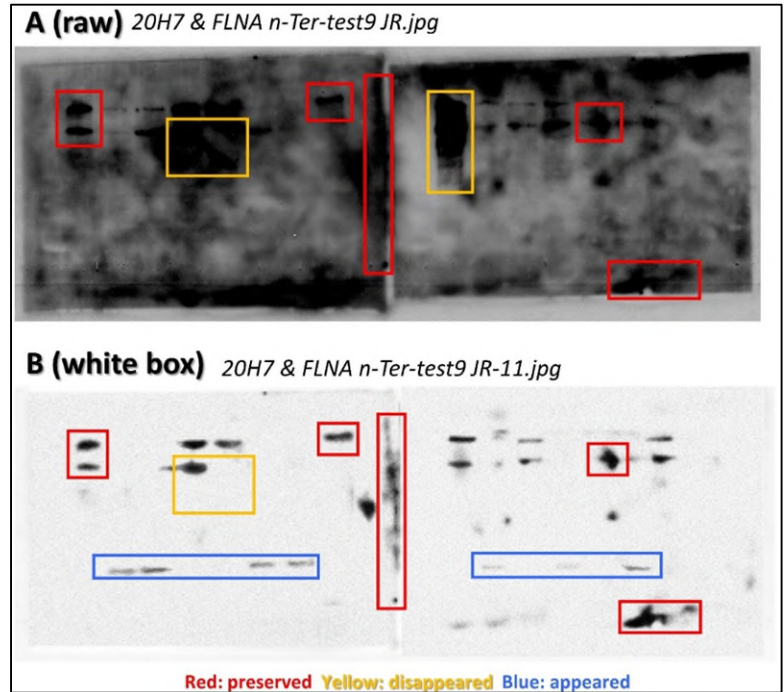 A (raw) 20H7 & FLNA n-Ter-test9 JR.jpg
B (white box) 20H7 & FLNA n-Ter-test9 JR-11.jpg
Red: preserved Yellow: disappeared Blue: appeared